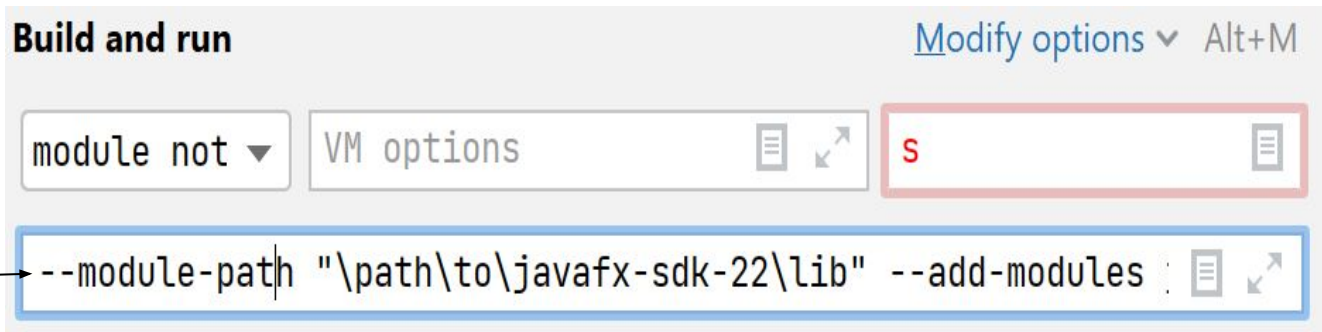 Build and run
Modify options Alt+M
module not
VM options
s
--module-path "\path\to\javafx-sdk-22\lib" --add-modules